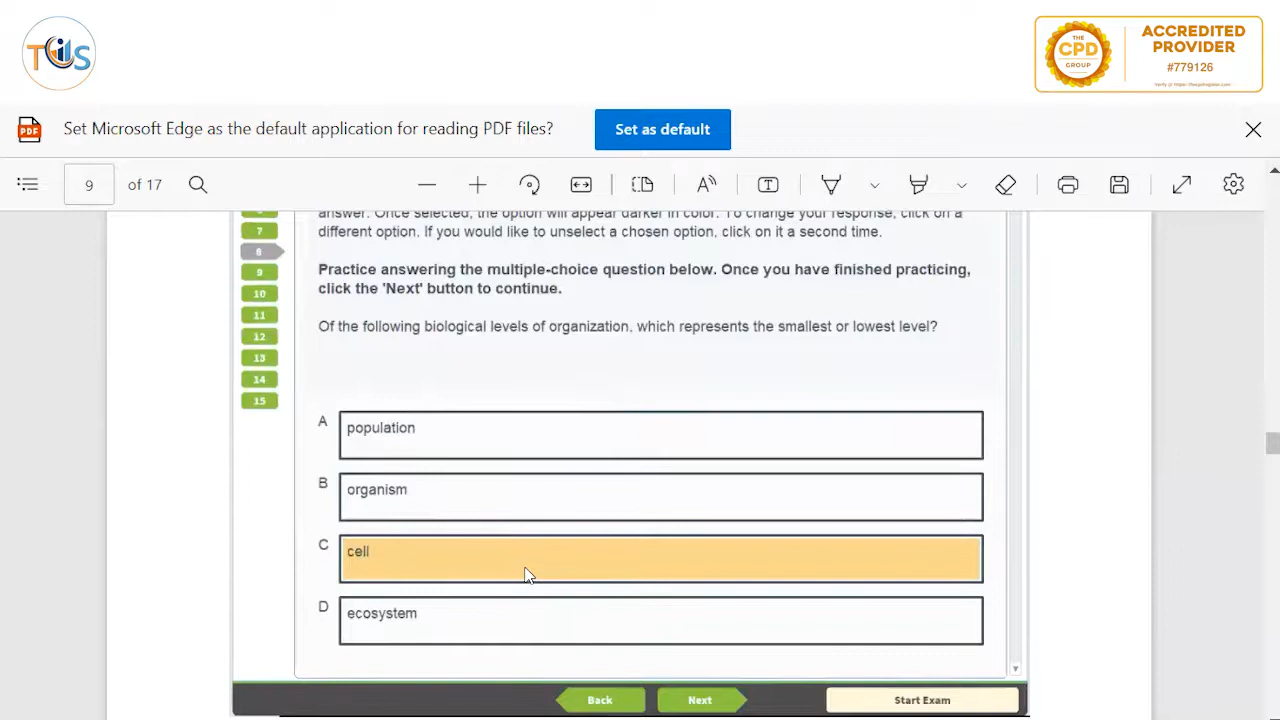 TGilS
THE
CPD
GROUP
ACCREDITED
PROVIDER
#779126
PDF
Set Microsoft Edge as the default application for reading PDF files?
Set as default
9
of 17
answer. Once selected, the option will appear darker in color. To change your response, click on a
7
different option. If you would like to unselect a chosen option, click on it a second time.
8
9
Practice answering the multiple-choice question below. Once you have finished practicing,
10
click the 'Next' button to continue.
11
12
Of the following biological levels of organization, which represents the smallest or lowest level?
13
14
15
A
population
B
organism
C
cell
D
ecosystem
Back
Next
Start Exam